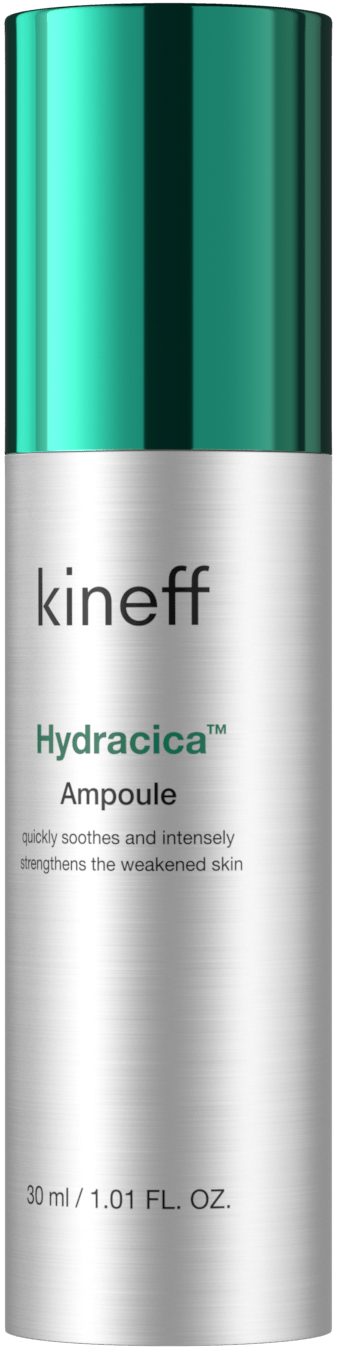 kineff
Hydracica™
Ampoule
quickly soothes and intensely
strengthens the weakened skin
30 ml / 1.01 FL. OZ.